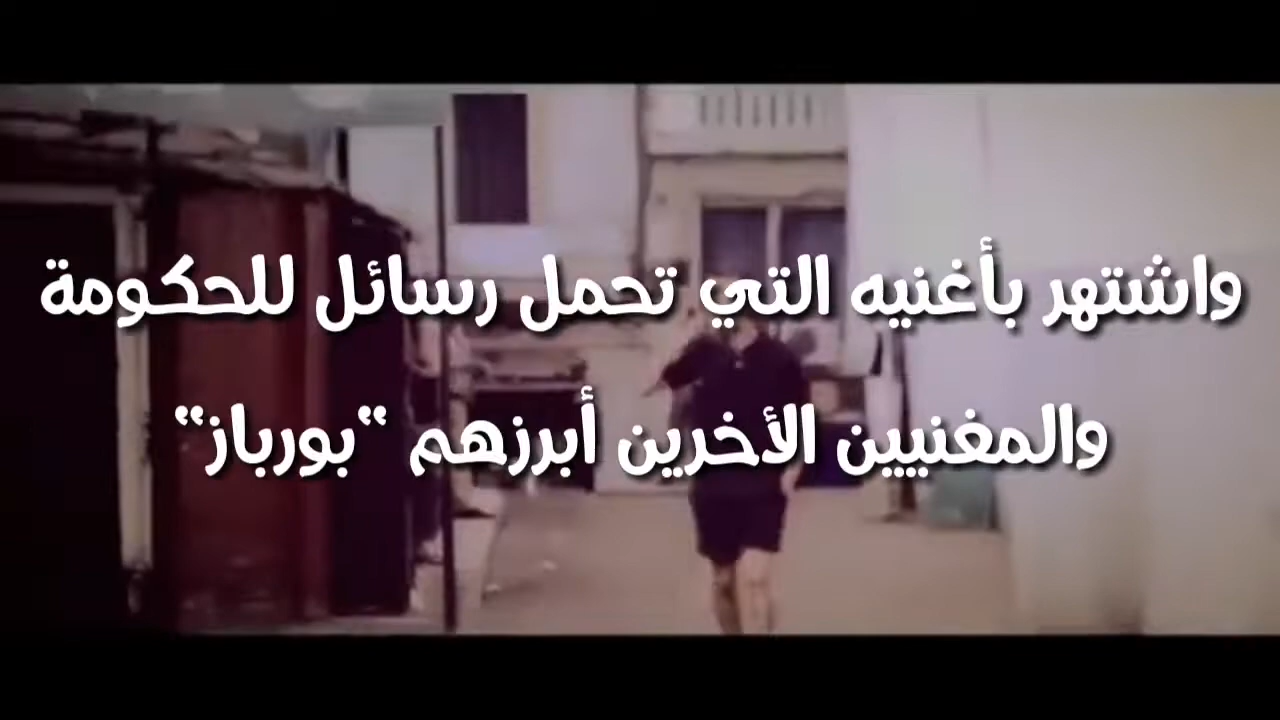 واشتهر بأغنيه التي تحمل رسائل للحكومة
والمغنيين الأخرين أبرزهم “بورباز“